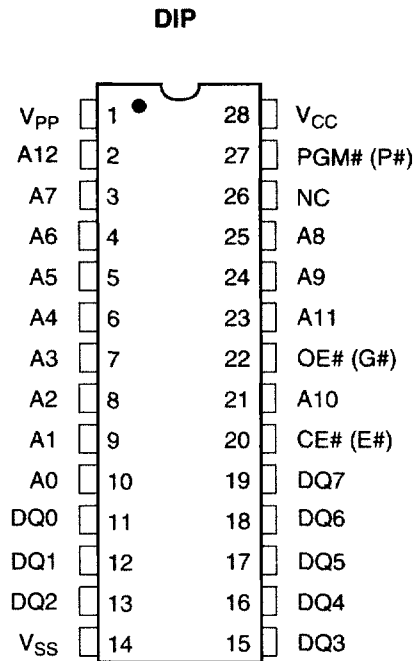 DIP
VPP 1 28 VCC
A12 2 27 PGM# (P#)
A7 3 26 NC
A6 4 25 A8
A5 5 24 A9
A4 6 23 A11
A3 7 22 OE# (G#)
A2 8 21 A10
A1 9 20 CE# (E#)
A0 10 19 DQ7
DQ0 11 18 DQ6
DQ1 12 17 DQ5
DQ2 13 16 DQ4
VSS 14 15 DQ3